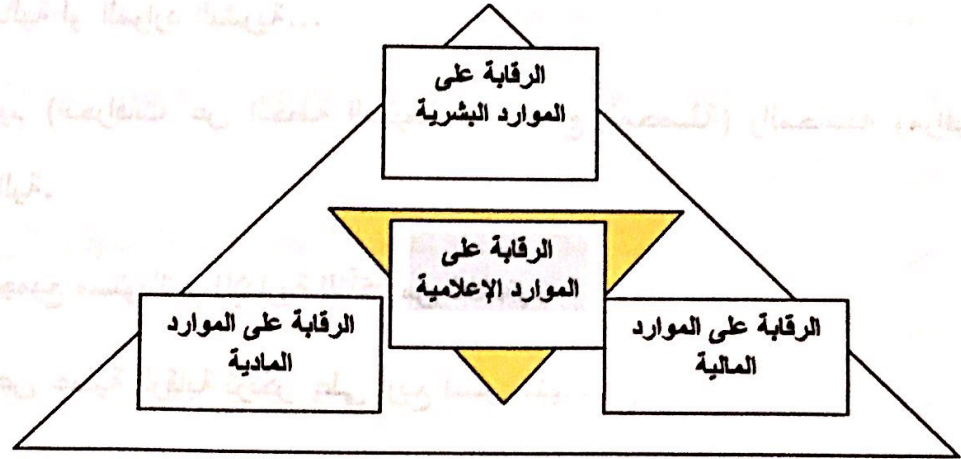 الرقابة على
الموارد البشرية
الرقابة على
الموارد الإعلامية
الرقابة على الموارد
المادية
الرقابة على الموارد
المالية